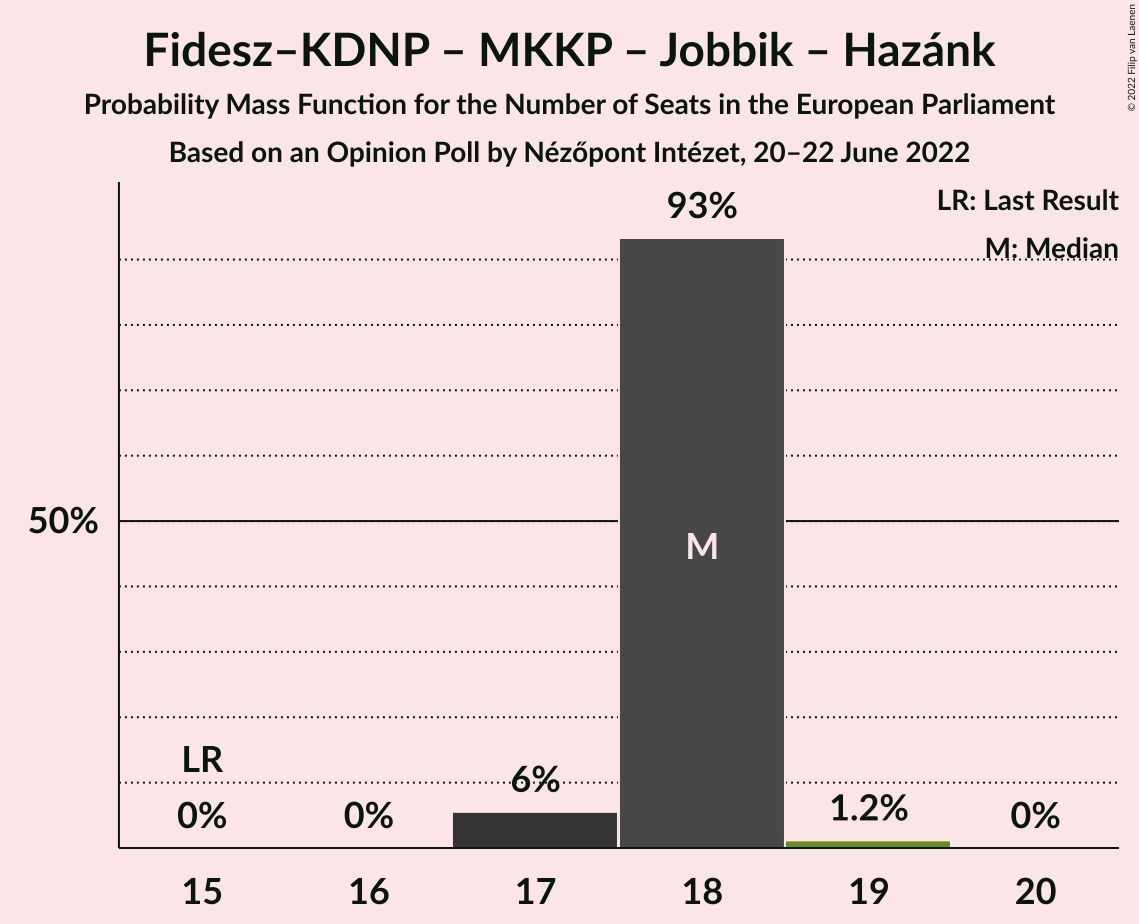 Fidesz–KDNP – MKKP – Jobbik – Hazánk
Probability Mass Function for the Number of Seats in the European Parliament
Based on an Opinion Poll by Nézőpont Intézet, 20–22 June 2022
© 2022 Filip van Laenen
LR: Last Result
M: Median
93%
50%
M
LR
0%
0%
6%
1.2%
0%
15
16
17
18
19
20